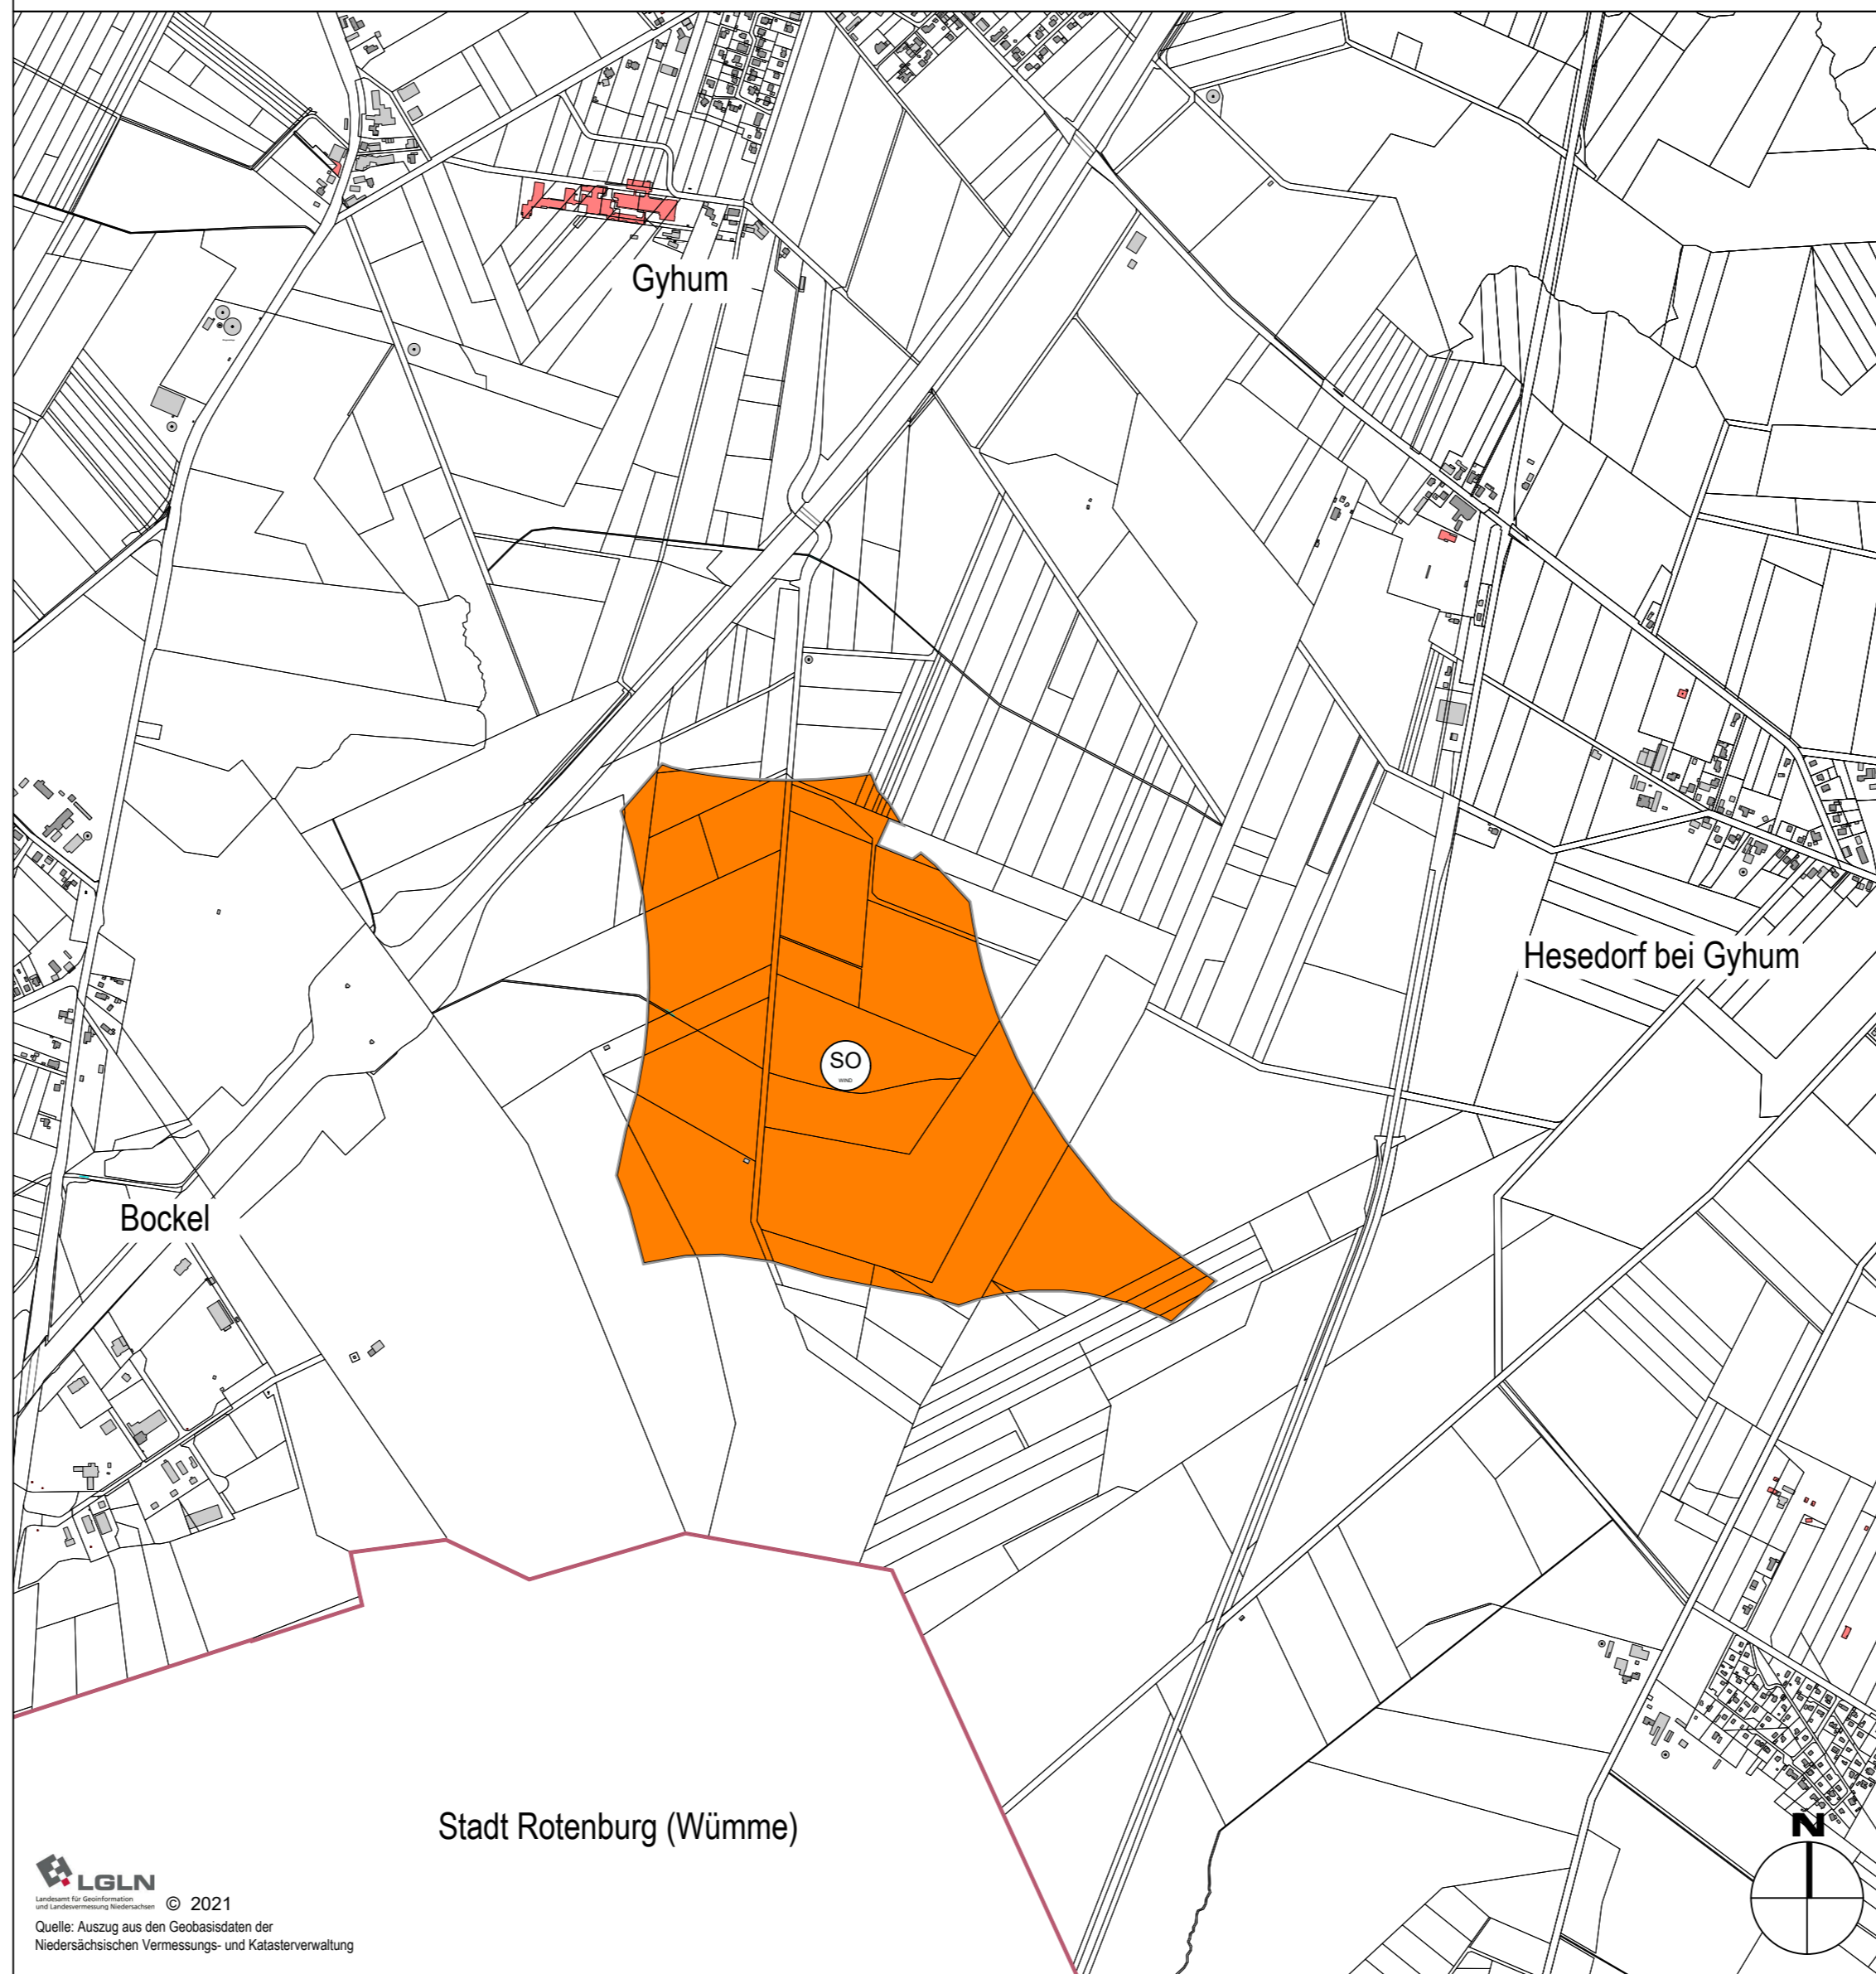 Gyhum
Hesedorf bei Gyhum
SO
WIND
Bockel
Stadt Rotenburg (Wümme)
N
LGLN
Landesamt für Geoinformation
und Landesvermessung Niedersachsen
© 2021
Quelle: Auszug aus den Geobasisdaten der
Niedersächsischen Vermessungs- und Katasterverwaltung